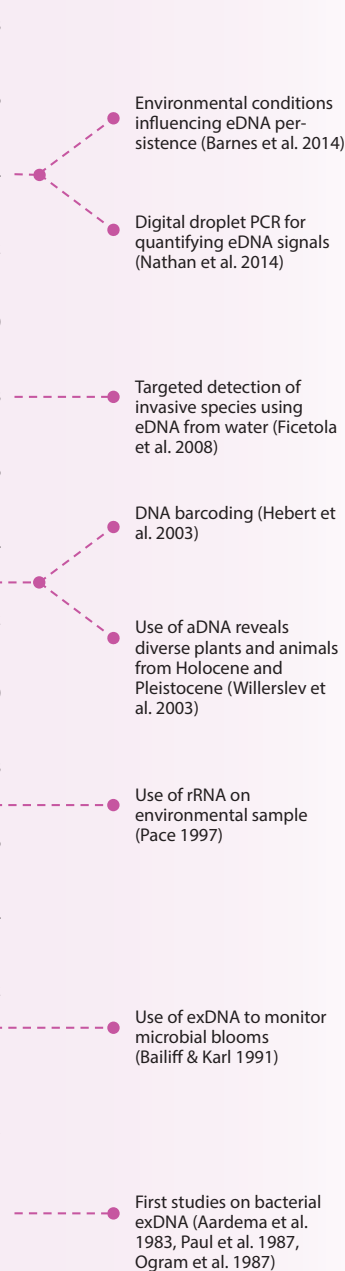 Environmental conditions
influencing eDNA per-
sistence (Barnes et al. 2014)
Digital droplet PCR for
quantifying eDNA signals
(Nathan et al. 2014)
Targeted detection of
invasive species using
eDNA from water (Ficetola
et al. 2008)
DNA barcoding (Hebert et
al. 2003)
Use of aDNA reveals
diverse plants and animals
from Holocene and
Pleistocene (Willerslev et
al. 2003)
Use of rRNA on
environmental sample
(Pace 1997)
Use of exDNA to monitor
microbial blooms
(Bailiff & Karl 1991)
First studies on bacterial
exDNA (Aardema et al.
1983, Paul et al. 1987,
Ogram et al. 1987)